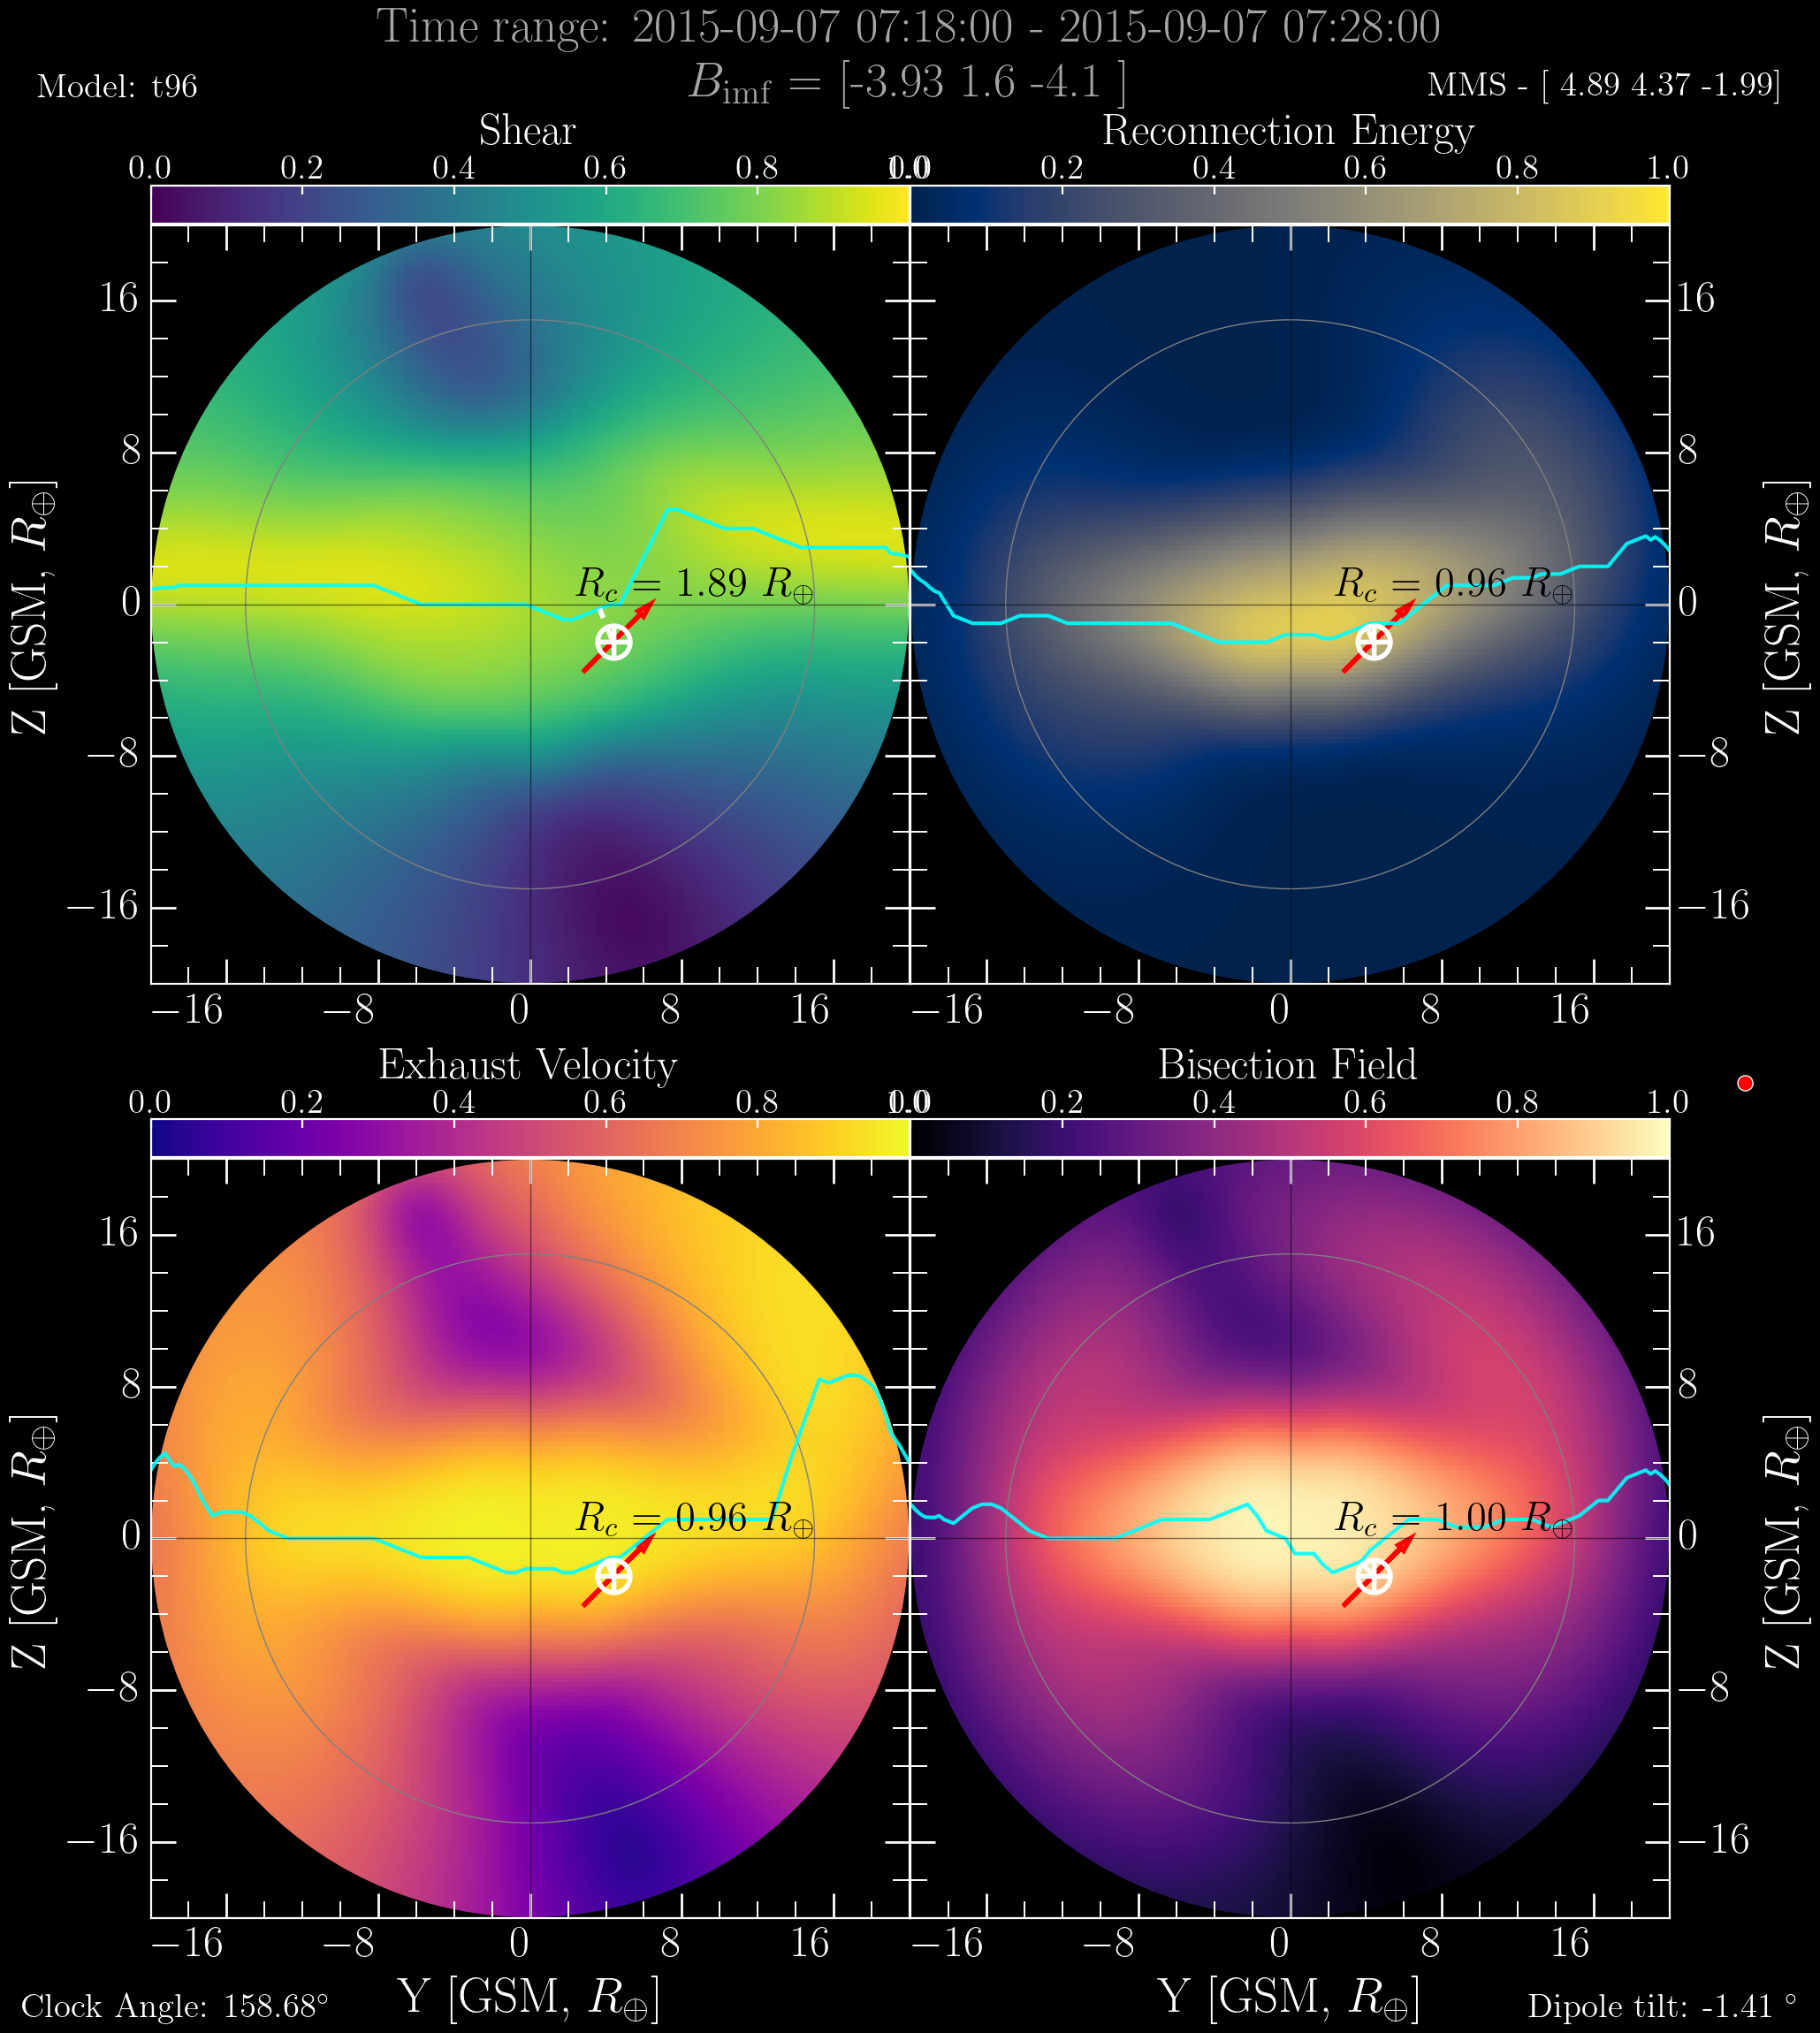 Time range: 2015-09-07 07:18:00 - 2015-09-07 07:28:00
Model: t96
B_imf = [-3.93 1.6 -4.1 ]
MMS - [ 4.89 4.37 -1.99]
Shear
Reconnection Energy
0.0 0.2 0.4 0.6 0.8 1.0
0.0 0.2 0.4 0.6 0.8 1.0
Z [GSM, R⊕]
16
8
0
−8
−16
R_c = 1.89 R⊕
R_c = 0.96 R⊕
16
8
0
−8
−16
Z [GSM, R⊕]
−16 −8 0 8 16
−16 −8 0 8 16
Exhaust Velocity
Bisection Field
0.0 0.2 0.4 0.6 0.8 1.0
0.0 0.2 0.4 0.6 0.8 1.0
Z [GSM, R⊕]
16
8
0
−8
−16
R_c = 0.96 R⊕
R_c = 1.00 R⊕
16
8
0
−8
−16
Z [GSM, R⊕]
−16 −8 0 8 16
−16 −8 0 8 16
Y [GSM, R⊕]
Y [GSM, R⊕]
Clock Angle: 158.68°
Dipole tilt: -1.41 °